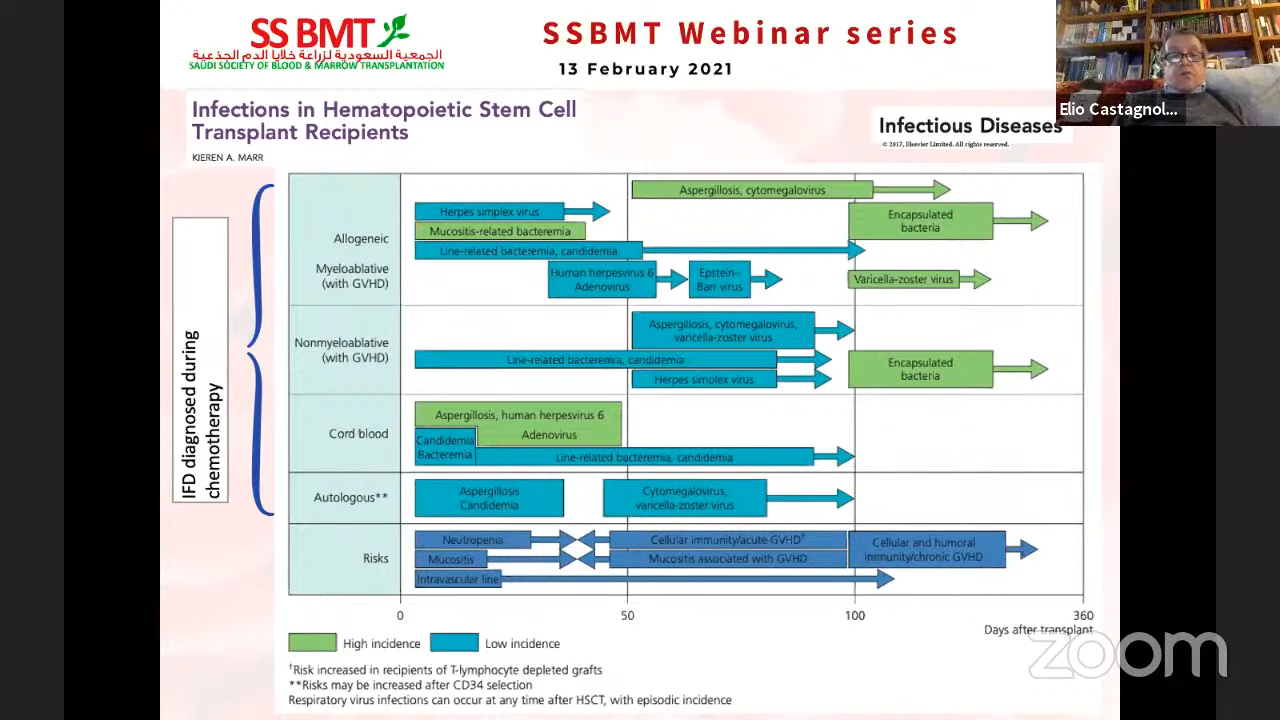 SSBMT
الجمعية السعودية لزراعة خلايا الدم الجذعية
SAUDI SOCIETY OF BLOOD & MARROW TRANSPLANTATION
SSBMT Webinar series
13 February 2021
Elio Castagnol...
Infections in Hematopoietic Stem Cell
Transplant Recipients
KIEREN A. MARR
Infectious Diseases
© 2017, Elsevier Limited. All rights reserved.
IFD diagnosed during
chemotherapy
Allogeneic
Myeloablative
(with GVHD)
Aspergillosis, cytomegalovirus
Herpes simplex virus
Mucositis-related bacteremia
Line-related bacteremia, candidemia
Human herpesvirus 6
Adenovirus
Epstein–
Barr virus
Encapsulated
bacteria
Varicella-zoster virus
Nonmyeloablative
(with GVHD)
Aspergillosis, cytomegalovirus,
varicella-zoster virus
Line-related bacteremia, candidemia
Herpes simplex virus
Encapsulated
bacteria
Cord blood
Aspergillosis, human herpesvirus 6
Adenovirus
Candidemia
Bacteremia
Line-related bacteremia, candidemia
Autologous**
Aspergillosis
Candidemia
Cytomegalovirus,
varicella-zoster virus
Risks
Neutropenia
Cellular immunity/acute GVHD†
Mucositis
Mucositis associated with GVHD
Cellular and humoral
immunity/chronic GVHD
Intravascular line
0 50 100 360
Days after transplant
High incidence Low incidence
†Risk increased in recipients of T-lymphocyte depleted grafts
**Risks may be increased after CD34 selection
Respiratory virus infections can occur at any time after HSCT, with episodic incidence
zoom